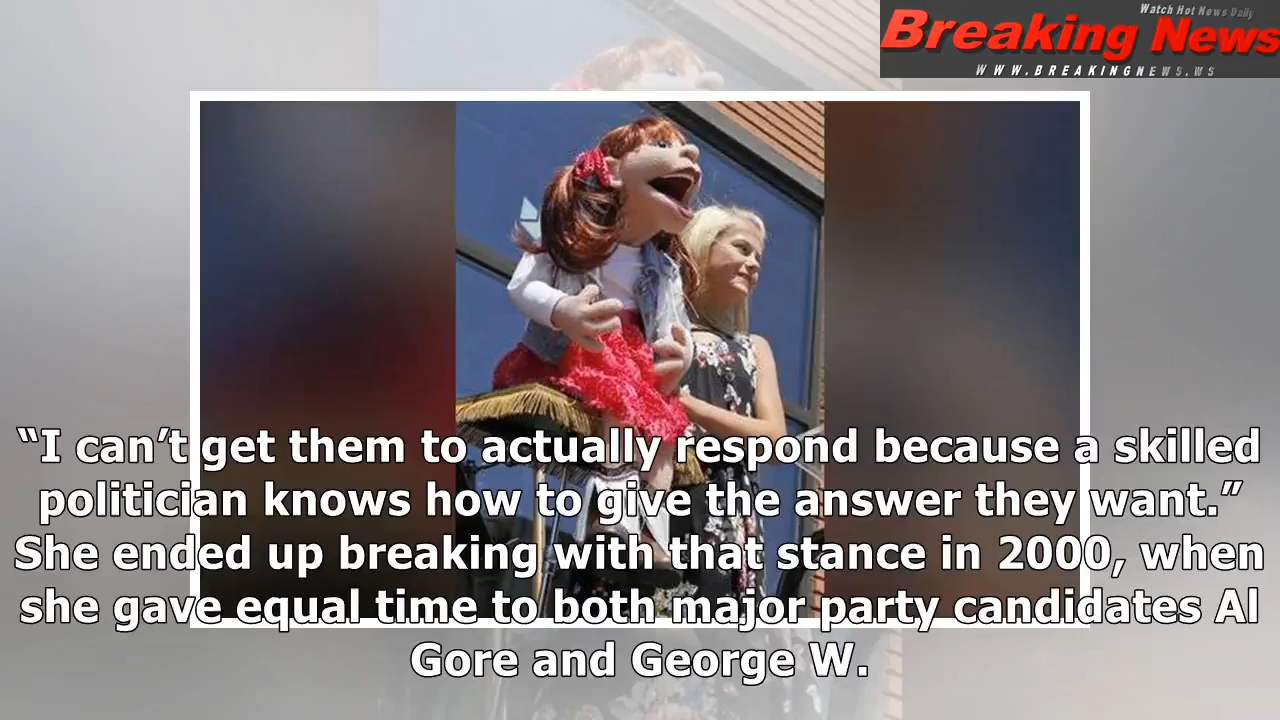 Watch Hot News Daily
Breaking News
WWW.BREAKINGNEWS.WS
“I can’t get them to actually respond because a skilled
politician knows how to give the answer they want.”
She ended up breaking with that stance in 2000, when
she gave equal time to both major party candidates Al
Gore and George W.